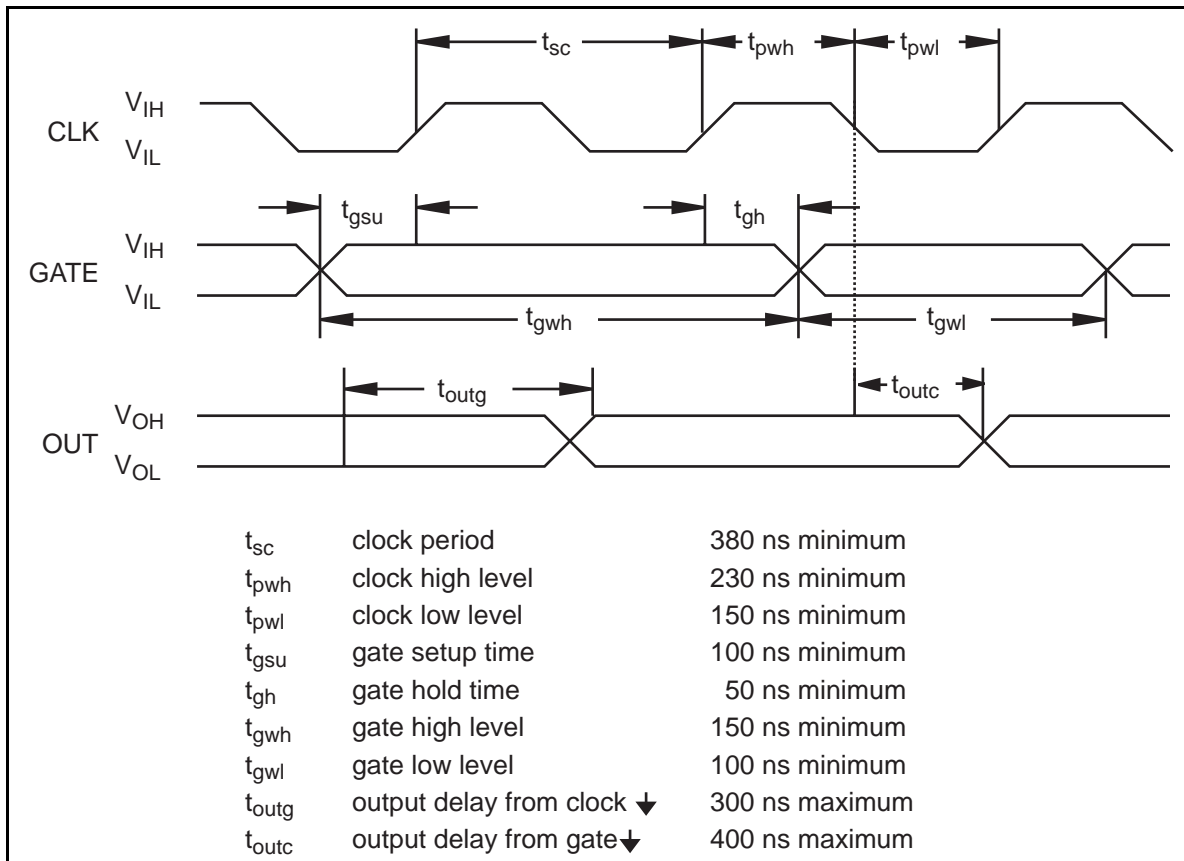 tsc tpwh tpwl
VIH
CLK
VIL
tgsu tgh
VIH
GATE
VIL
tgwh tgwl
toutg toutc
VOH
OUT
VOL
tsc clock period 380 ns minimum
tpwh clock high level 230 ns minimum
tpwl clock low level 150 ns minimum
tgsu gate setup time 100 ns minimum
tgh gate hold time 50 ns minimum
tgwh gate high level 150 ns minimum
tgwl gate low level 100 ns minimum
toutg output delay from clock ↓ 300 ns maximum
toutc output delay from gate↓ 400 ns maximum